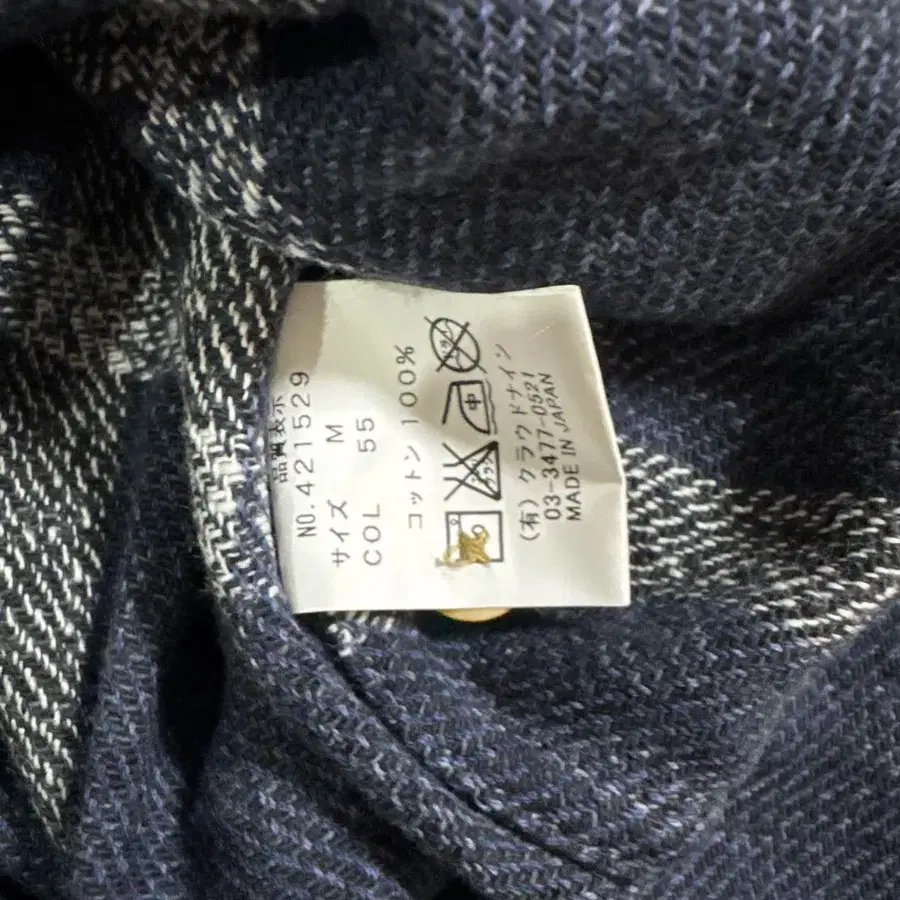 品質表示
NO.421529
サイズ M
COL 55
コットン 100%
中
(有)クラウドナイン
03-3477-0521
MADE IN JAPAN